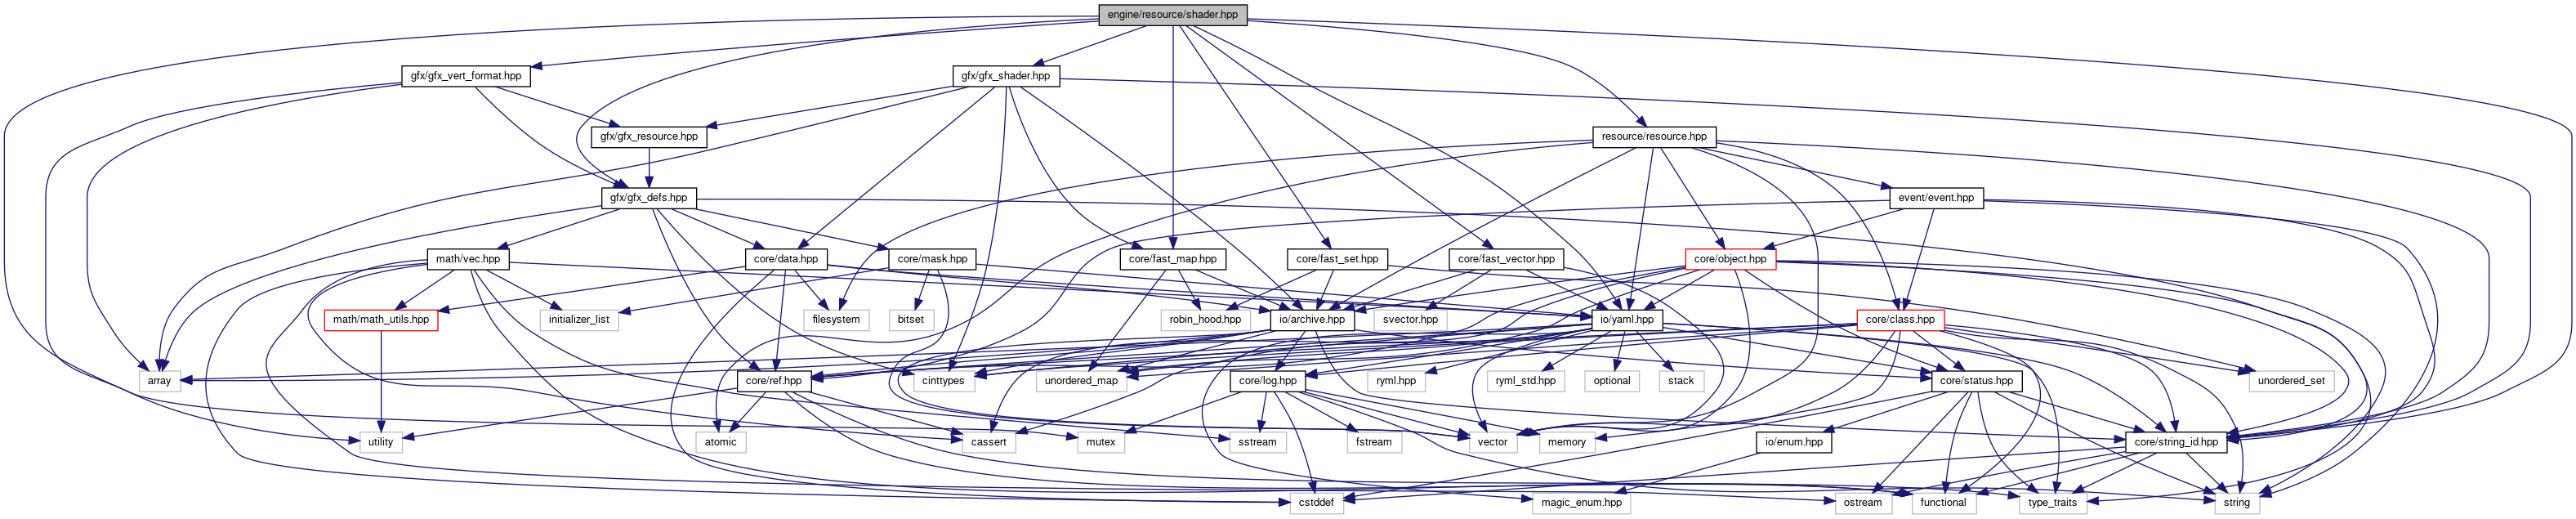 engine/resource/shader.hpp
gfx/gfx_vert_format.hpp
gfx/gfx_shader.hpp
gfx/gfx_resource.hpp
resource/resource.hpp
gfx/gfx_defs.hpp
event/event.hpp
math/vec.hpp
core/data.hpp
core/mask.hpp
core/fast_map.hpp
core/fast_set.hpp
core/fast_vector.hpp
core/object.hpp
math/math_utils.hpp
initializer_list
filesystem
bitset
robin_hood.hpp
io/archive.hpp
svector.hpp
io/yaml.hpp
core/class.hpp
array
core/ref.hpp
cinttypes
unordered_map
core/log.hpp
ryml.hpp
ryml_std.hpp
optional
stack
core/status.hpp
unordered_set
utility
atomic
cassert
mutex
sstream
fstream
vector
memory
io/enum.hpp
core/string_id.hpp
cstddef
magic_enum.hpp
ostream
functional
type_traits
string